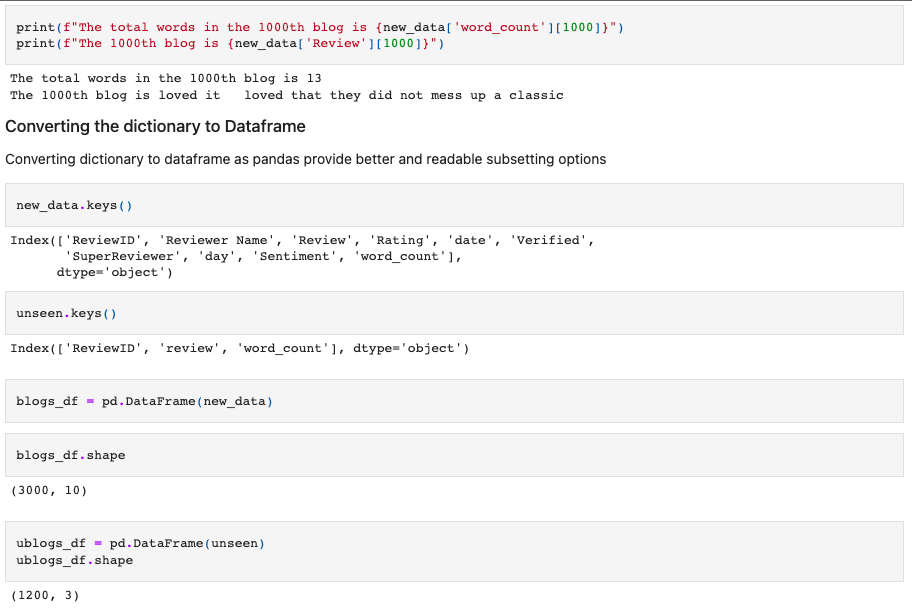 print(f"The total words in the 1000th blog is {new_data['word_count'][1000]}")
print(f"The 1000th blog is {new_data['Review'][1000]}")
The total words in the 1000th blog is 13
The 1000th blog is loved it   loved that they did not mess up a classic
Converting the dictionary to Dataframe
Converting dictionary to dataframe as pandas provide better and readable subsetting options
new_data.keys()
Index(['ReviewID', 'Reviewer Name', 'Review', 'Rating', 'date', 'Verified',
       'SuperReviewer', 'day', 'Sentiment', 'word_count'],
      dtype='object')
unseen.keys()
Index(['ReviewID', 'review', 'word_count'], dtype='object')
blogs_df = pd.DataFrame(new_data)
blogs_df.shape
(3000, 10)
ublogs_df = pd.DataFrame(unseen)
ublogs_df.shape
(1200, 3)